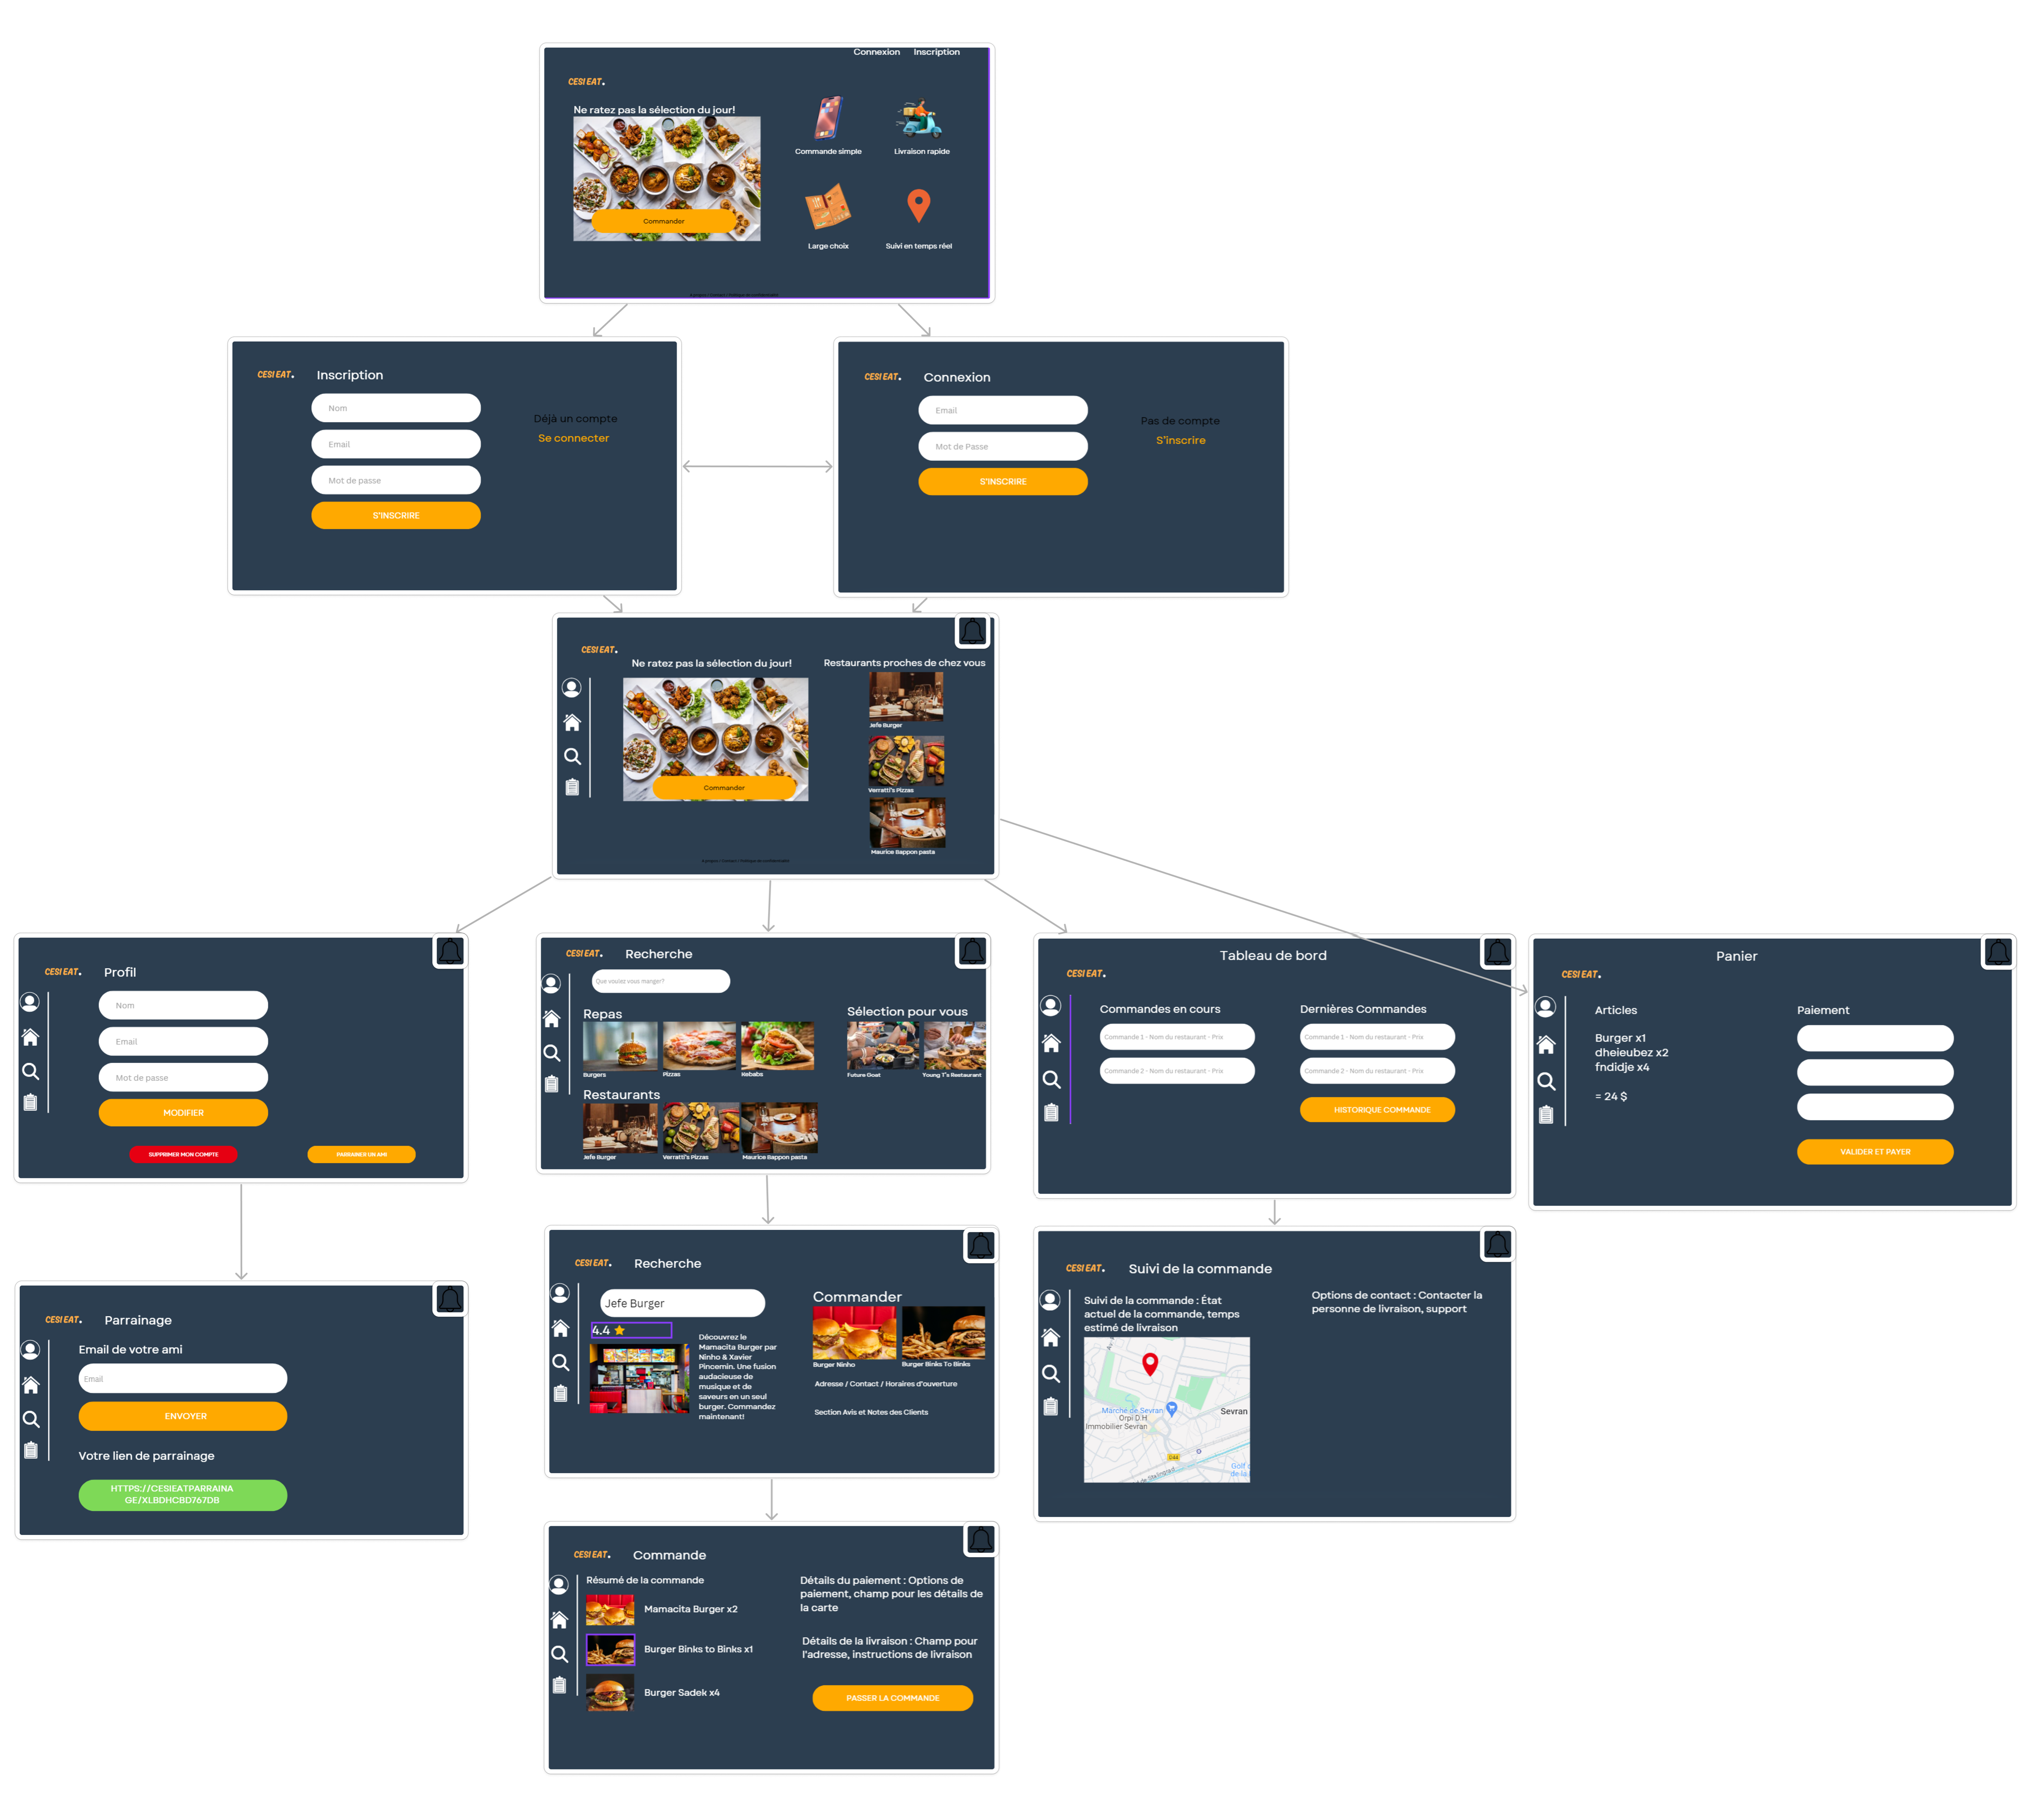 Connexion Inscription
CESI EAT.
Ne ratez pas la sélection du jour!
Commander
Commande simple
Livraison rapide
Large choix
Suivi en temps réel
CESI EAT.
Inscription
Nom
Email
Mot de passe
S'INSCRIRE
Déjà un compte
Se connecter
CESI EAT.
Connexion
Email
Mot de Passe
S'INSCRIRE
Pas de compte
S'inscrire
CESI EAT.
Ne ratez pas la sélection du jour!
Commander
Restaurants proches de chez vous
Jefe Burger
Verratti's Pizzas
Maurice Bappon pasta
CESI EAT.
Profil
Nom
Email
Mot de passe
MODIFIER
SUPPRIMER MON COMPTE
PARRAINER UN AMI
CESI EAT.
Recherche
Que voulez vous manger?
Repas
Burgers
Pizzas
Kebabs
Sélection pour vous
Future Goat
Young T's Restaurant
Restaurants
Jefe Burger
Verratti's Pizzas
Maurice Bappon pasta
Tableau de bord
CESI EAT.
Commandes en cours
Commande 1 - Nom du restaurant - Prix
Commande 2 - Nom du restaurant - Prix
Dernières Commandes
Commande 1 - Nom du restaurant - Prix
Commande 2 - Nom du restaurant - Prix
HISTORIQUE COMMANDE
Panier
CESI EAT.
Articles
Burger x1
dheieubez x2
fndidje x4
= 24 $
Paiement
VALIDER ET PAYER
CESI EAT.
Parrainage
Email de votre ami
Email
ENVOYER
Votre lien de parrainage
HTTPS://CESIEATPARRAINA
GE/XLBDHCBD767DB
CESI EAT.
Recherche
Jefe Burger
4.4
Découvrez le
Mamacita Burger par
Ninho & Xavier
Pincemin. Une fusion
audacieuse de
musique et de
saveurs en un seul
burger. Commandez
maintenant!
Commander
Burger Ninho
Burger Binks To Binks
Adresse / Contact / Horaires d'ouverture
Section Avis et Notes des Clients
CESI EAT.
Suivi de la commande
Suivi de la commande : État
actuel de la commande, temps
estimé de livraison
Marché de Sevran
Orpi D.H
Immobilier Sevran
Sevran
D44
Options de contact : Contacter la
personne de livraison, support
CESI EAT.
Commande
Résumé de la commande
Mamacita Burger x2
Burger Binks to Binks x1
Burger Sadek x4
Détails du paiement : Options de
paiement, champ pour les détails de
la carte
Détails de la livraison : Champ pour
l'adresse, instructions de livraison
PASSER LA COMMANDE